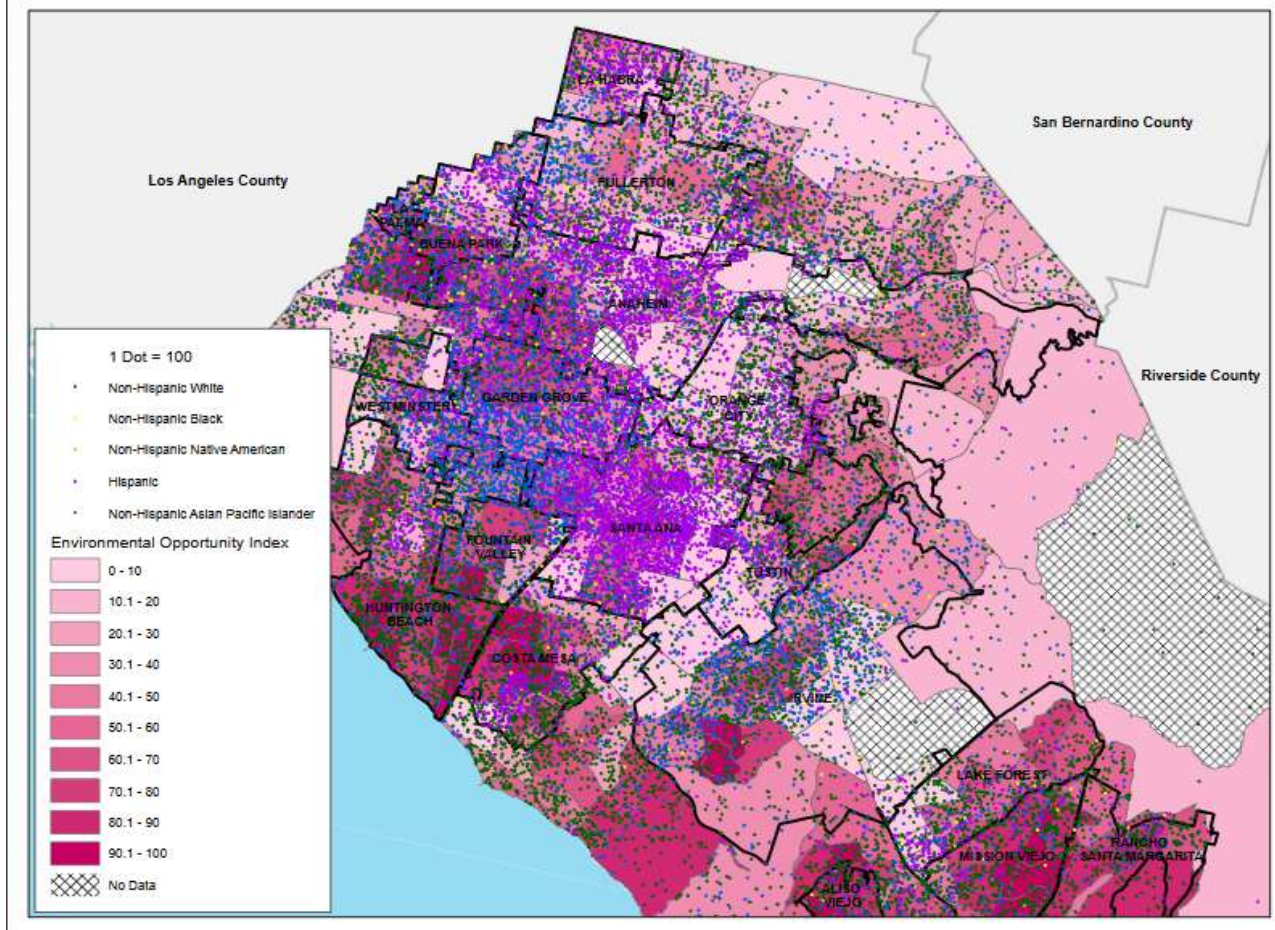 San Bernardino County
Los Angeles County
Riverside County
LA HABRA
FULLERTON
LA
PALMA
BUENA PARK
ANAHEIM
WESTMINSTER
GARDEN GROVE
ORANGE
CITY
SANTA ANA
FOUNTAIN
VALLEY
TUSTIN
HUNTINGTON
BEACH
COSTA MESA
IRVINE
LAKE FOREST
MISSION VIEJO
RANCHO
SANTA MARGARITA
ALISO
VIEJO
1 Dot = 100
Non-Hispanic White
Non-Hispanic Black
Non-Hispanic Native American
Hispanic
Non-Hispanic Asian Pacific Islander
Environmental Opportunity Index
0 - 10
10.1 - 20
20.1 - 30
30.1 - 40
40.1 - 50
50.1 - 60
60.1 - 70
70.1 - 80
80.1 - 90
90.1 - 100
No Data